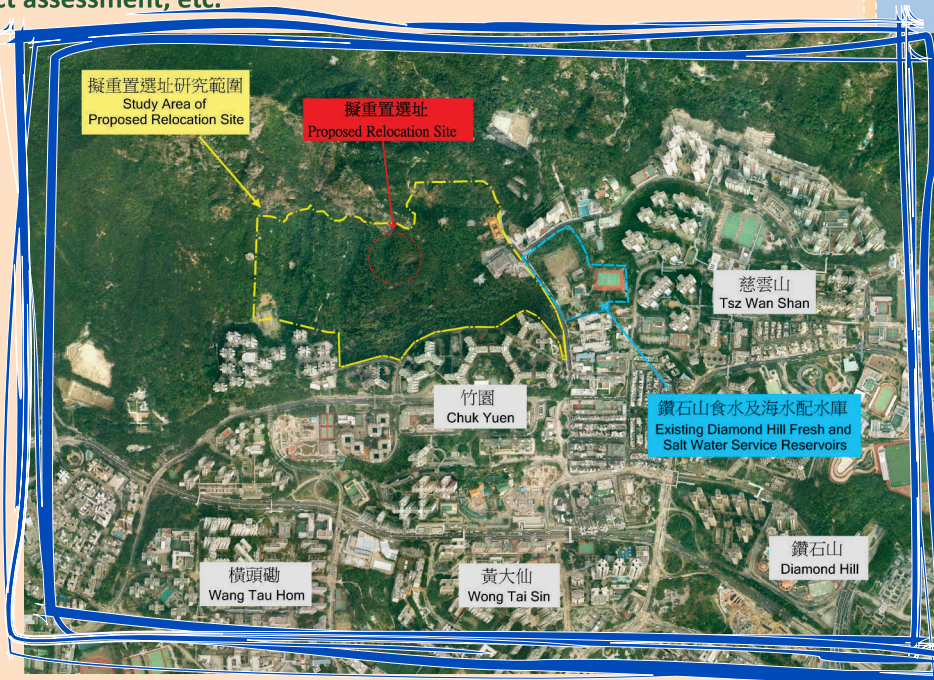 ct assessment, etc.
擬重置選址研究範圍
Study Area of
Proposed Relocation Site
擬重置選址
Proposed Relocation Site
慈雲山
Tsz Wan Shan
竹園
Chuk Yuen
鑽石山食水及海水配水庫
Existing Diamond Hill Fresh and
Salt Water Service Reservoirs
橫頭磡
Wang Tau Hom
黃大仙
Wong Tai Sin
鑽石山
Diamond Hill